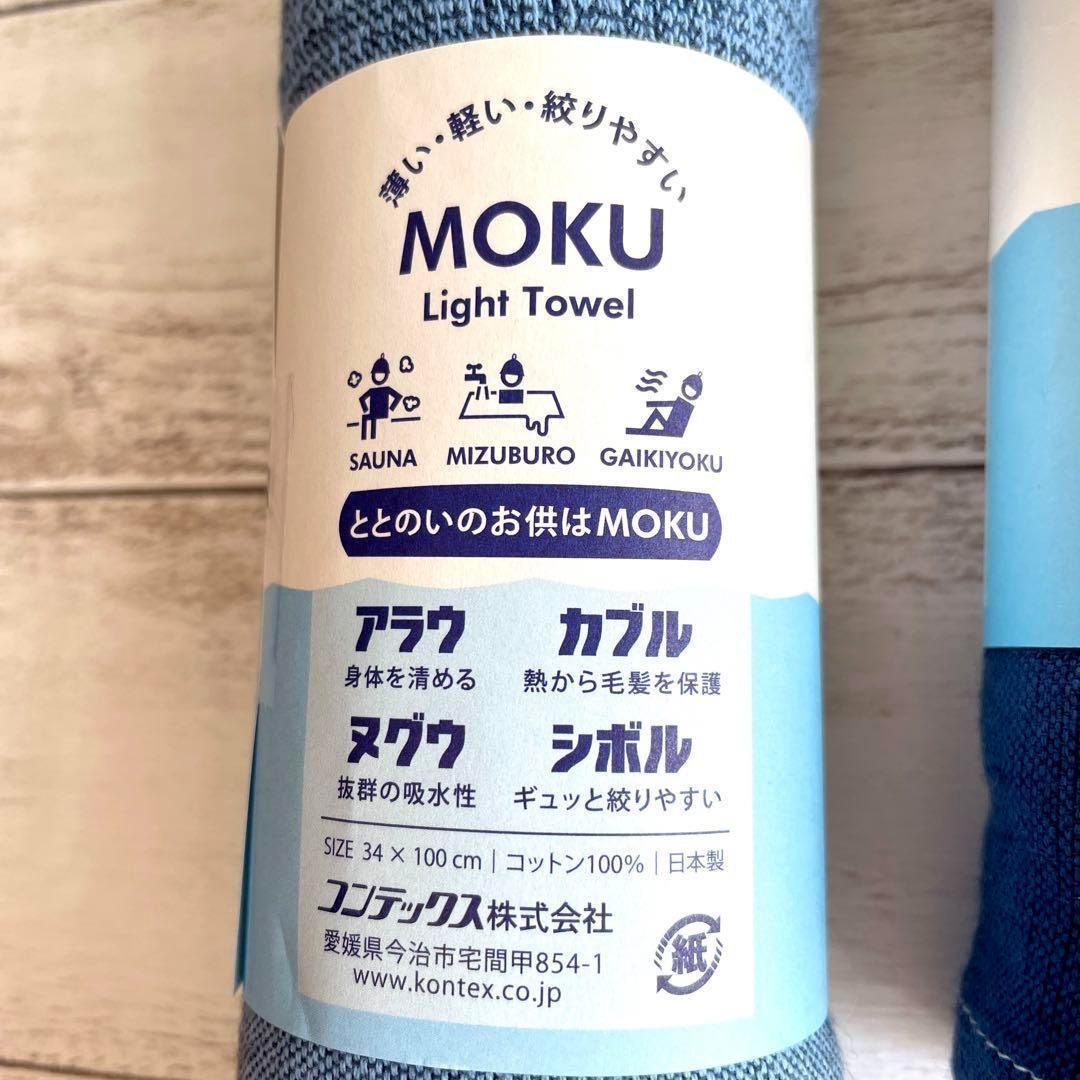 薄い・軽い・絞りやすい
MOKU
Light Towel
SAUNA MIZUBURO GAIKIYOKU
ととのいのお供はMOKU
アラウ カブル
身体を清める 熱から毛髪を保護
ヌグウ シボル
抜群の吸水性 ギュッと絞りやすい
SIZE 34 × 100 cm | コットン100% | 日本製
コンテックス株式会社
愛媛県今治市宅間甲854-1
www.kontex.co.jp
紙